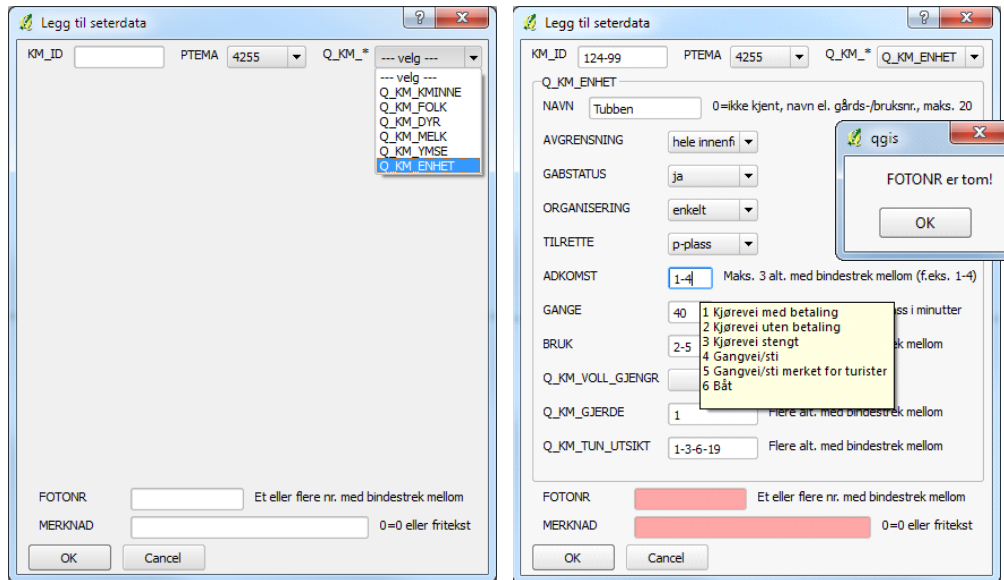 Legg til seterdata
KM_ID PTEMA 4255 Q_KM_* --- velg ---
--- velg ---
Q_KM_KMINNE
Q_KM_FOLK
Q_KM_DYR
Q_KM_MELK
Q_KM_YMSE
Q_KM_ENHET
FOTONR Et eller flere nr. med bindestrek mellom
MERKNAD 0=0 eller fritekst
OK Cancel
Legg til seterdata
KM_ID 124-99 PTEMA 4255 Q_KM_* Q_KM_ENHET
Q_KM_ENHET
NAVN Tubben 0=ikke kjent, navn el. gårds-/bruksnr., maks. 20
AVGRENSNING hele innenfi
GABSTATUS ja
ORGANISERING enkelt
TILRETTE p-plass
ADKOMST 1-4 Maks. 3 alt. med bindestrek mellom (f.eks. 1-4)
GANGE 40 ss i minutter
BRUK 2-5 ek mellom
Q_KM_VOLL_GJENGR
Q_KM_GJERDE 1 Flere alt. med bindestrek mellom
Q_KM_TUN_UTSIKT 1-3-6-19 Flere alt. med bindestrek mellom
1 Kjørevei med betaling
2 Kjørevei uten betaling
3 Kjørevei stengt
4 Gangvei/sti
5 Gangvei/sti merket for turister
6 Båt
FOTONR Et eller flere nr. med bindestrek mellom
MERKNAD 0=0 eller fritekst
OK Cancel
qgis
FOTONR er tom!
OK